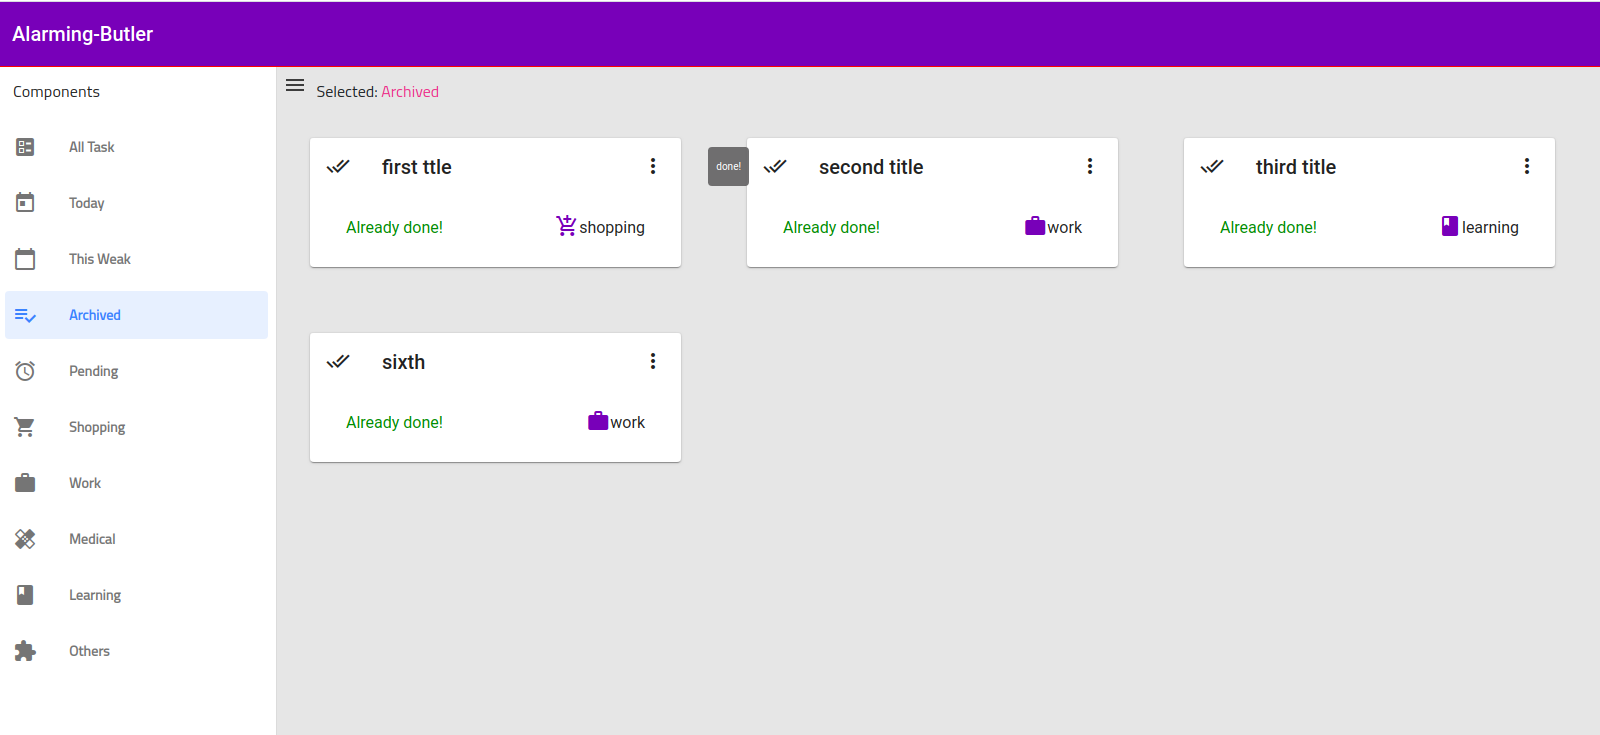 Alarming-Butler
Components
All Task
Today
This Weak
Archived
Pending
Shopping
Work
Medical
Learning
Others
Selected: Archived
first ttle
Already done! shopping
done!
second title
Already done! work
third title
Already done! learning
sixth
Already done! work